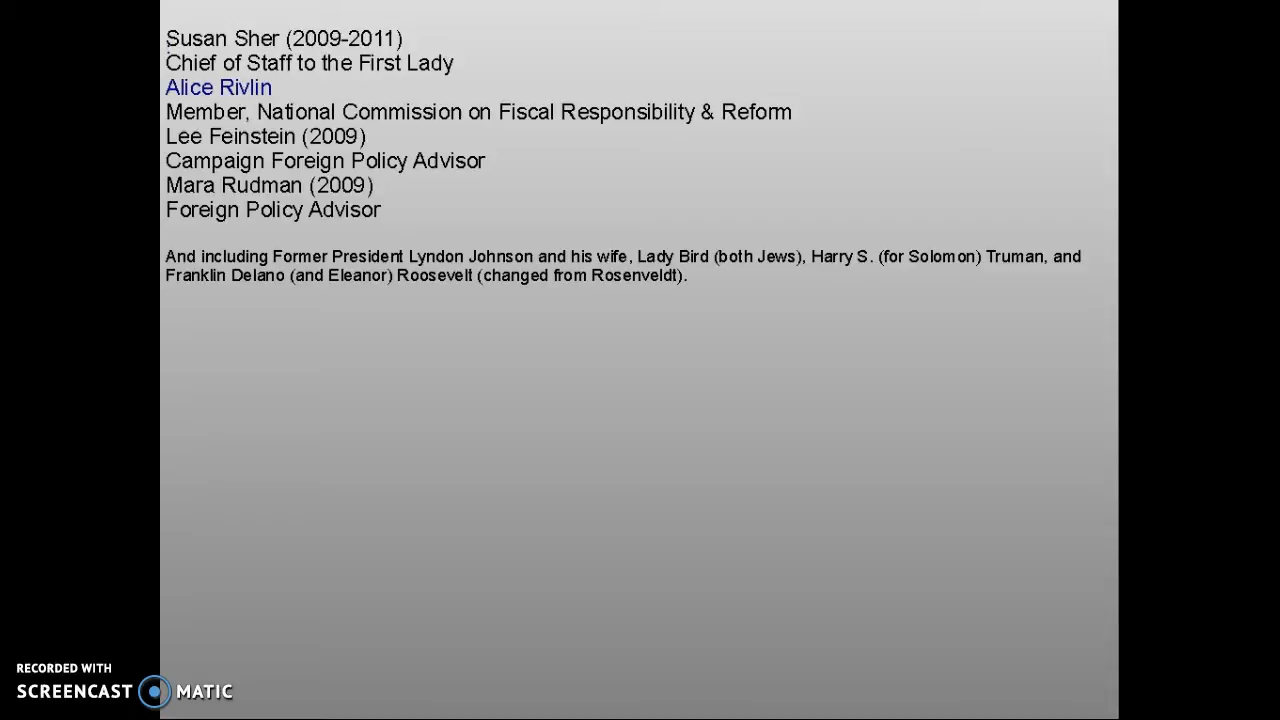 Susan Sher (2009-2011)
Chief of Staff to the First Lady
Alice Rivlin
Member, National Commission on Fiscal Responsibility & Reform
Lee Feinstein (2009)
Campaign Foreign Policy Advisor
Mara Rudman (2009)
Foreign Policy Advisor
And including Former President Lyndon Johnson and his wife, Lady Bird (both Jews), Harry S. (for Solomon) Truman, and
Franklin Delano (and Eleanor) Roosevelt (changed from Rosenveldt).
RECORDED WITH
SCREENCAST MATIC